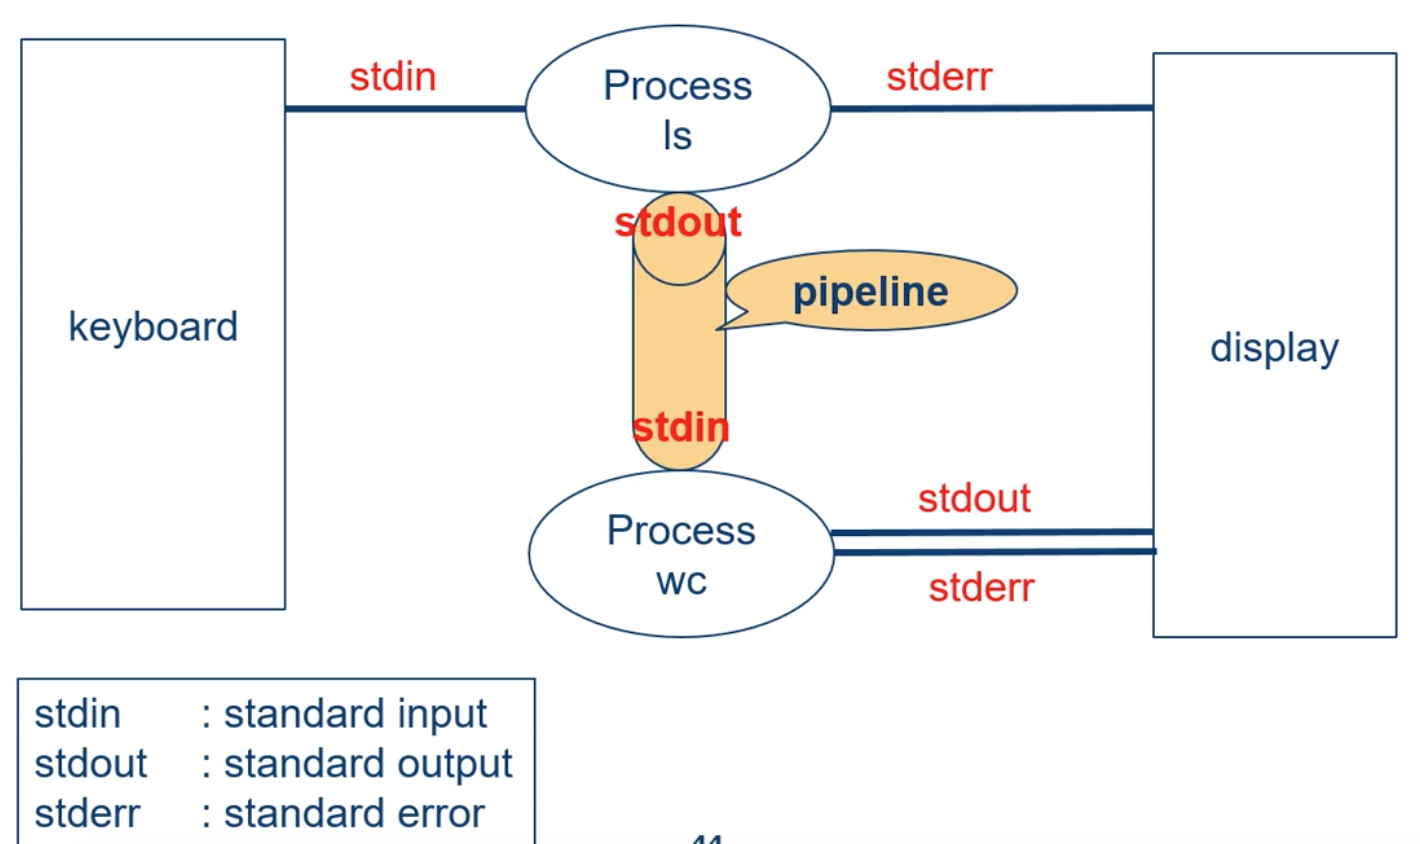 stdin
stderr
Process
ls
stdout
pipeline
keyboard
display
stdin
stdout
Process
wc
stderr
stdin : standard input
stdout : standard output
stderr : standard error